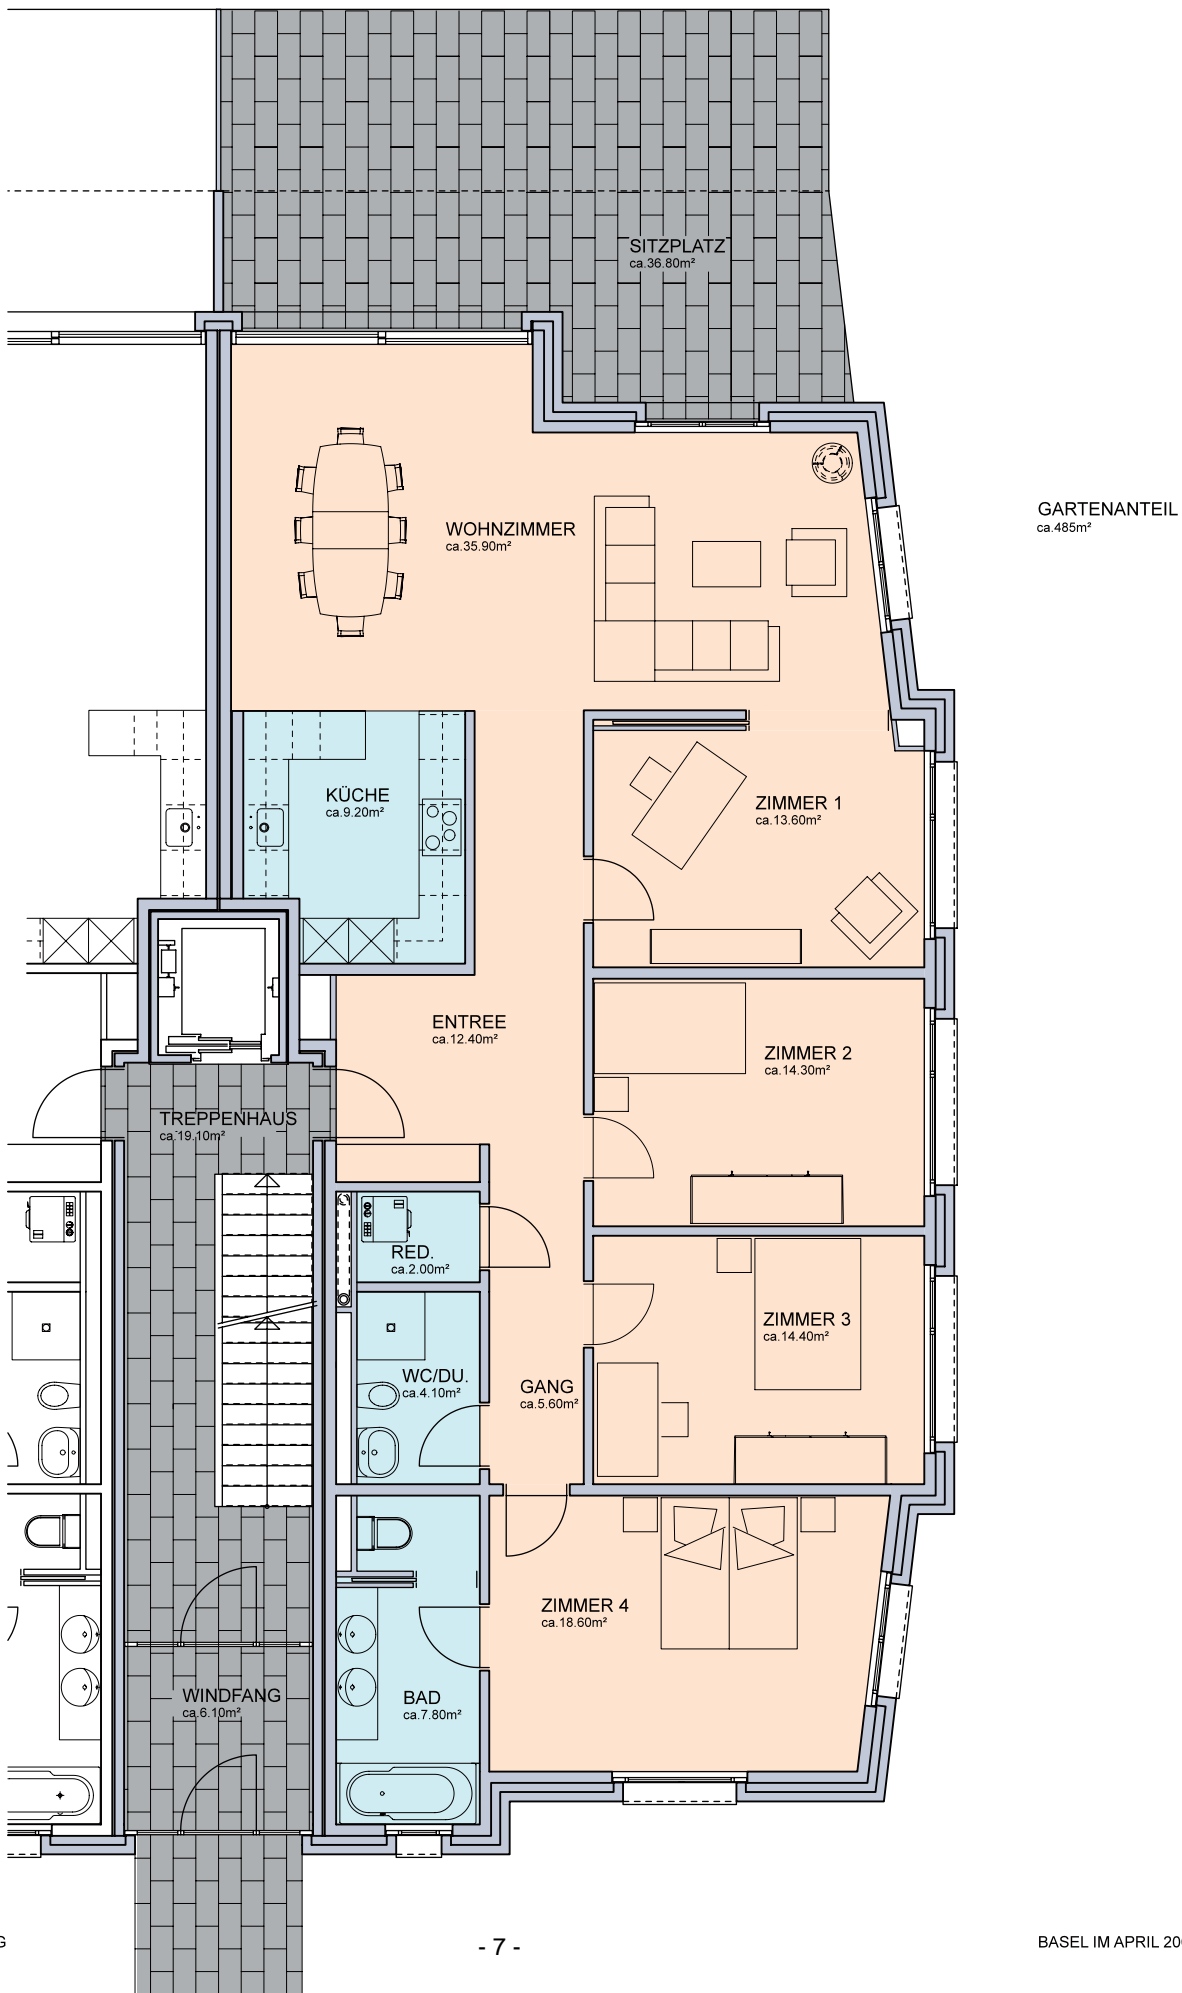 SITZPLATZ
ca.36.80m²
WOHNZIMMER
ca.35.90m²
GARTENANTEIL
ca.485m²
KÜCHE
ca.9.20m²
ZIMMER 1
ca.13.60m²
ENTREE
ca.12.40m²
ZIMMER 2
ca.14.30m²
TREPPENHAUS
ca.19.10m²
RED.
ca.2.00m²
ZIMMER 3
ca.14.40m²
WC/DU.
ca.4.10m²
GANG
ca.5.60m²
ZIMMER 4
ca.18.60m²
WINDFANG
ca.6.10m²
BAD
ca.7.80m²
- 7 -
BASEL IM APRIL 20